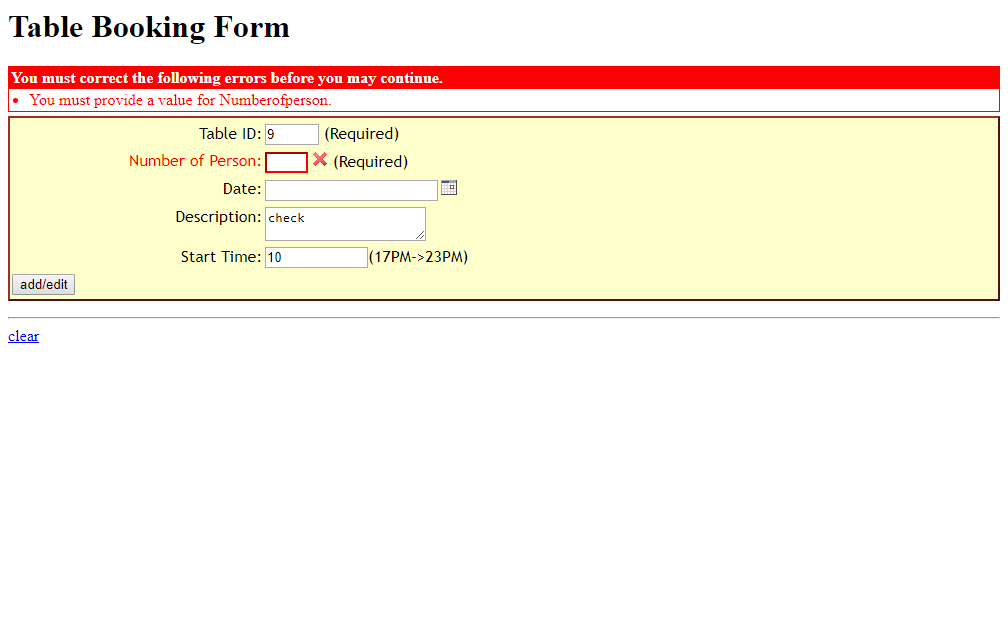 Table Booking Form
You must correct the following errors before you may continue.
• You must provide a value for Numberofperson.
Table ID: 9 (Required)
Number of Person: (Required)
Date:
Description: check
Start Time: 10 (17PM->23PM)
add/edit
clear